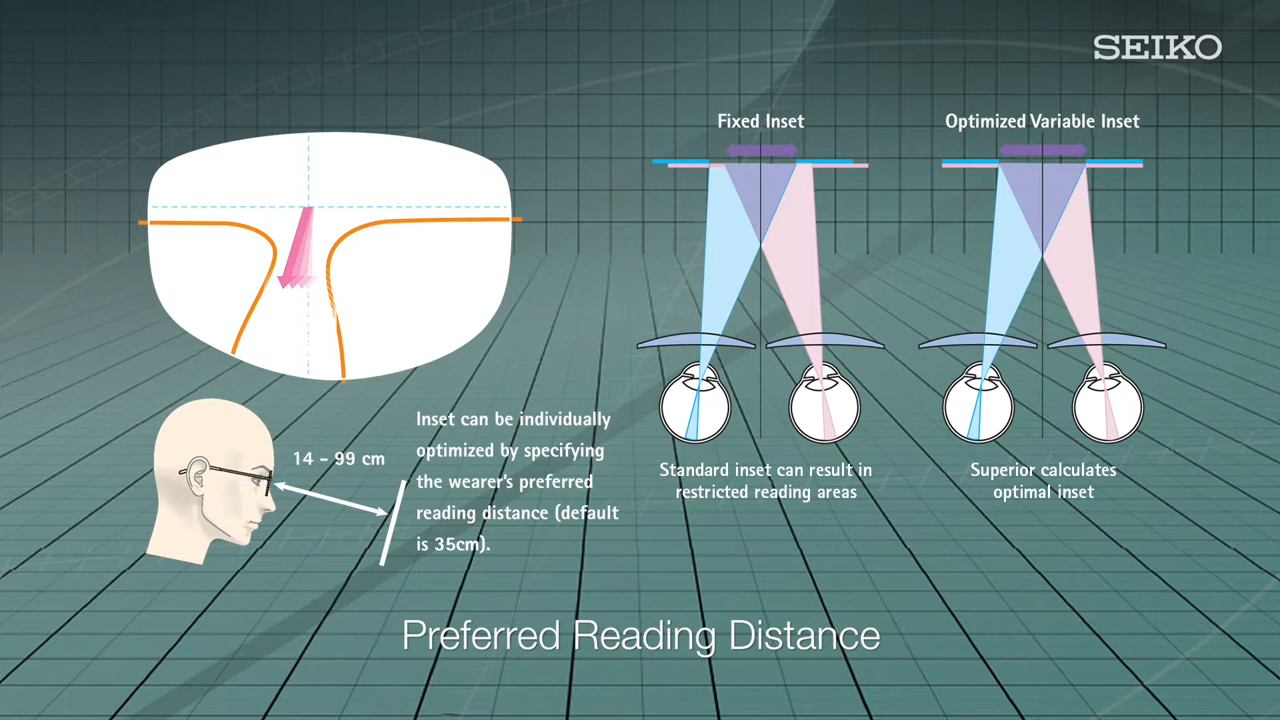 SEIKO
Fixed Inset
Optimized Variable Inset
14 – 99 cm
Inset can be individually
optimized by specifying
the wearer's preferred
reading distance (default
is 35cm).
Standard inset can result in
restricted reading areas
Superior calculates
optimal inset
Preferred Reading Distance